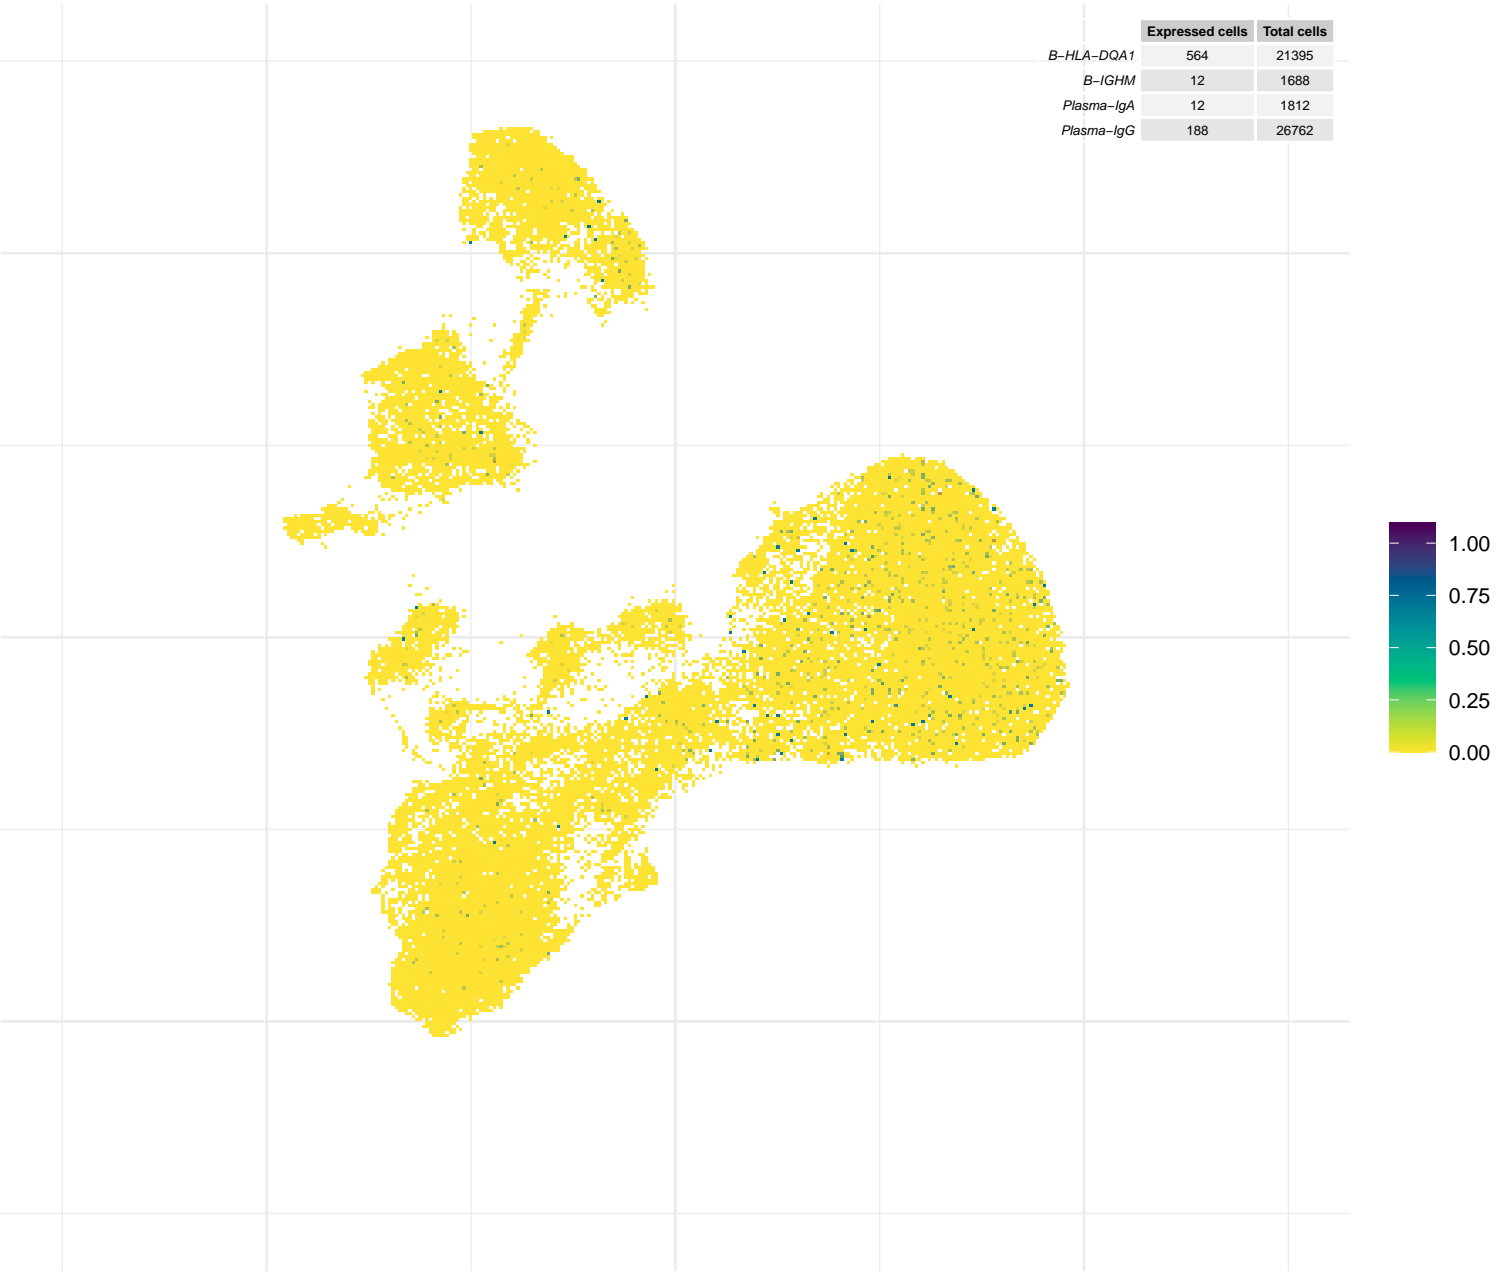 Expressed cells Total cells
B−HLA−DQA1 564 21395
B−IGHM 12 1688
Plasma−IgA 12 1812
Plasma−IgG 188 26762
1.00
0.75
0.50
0.25
0.00